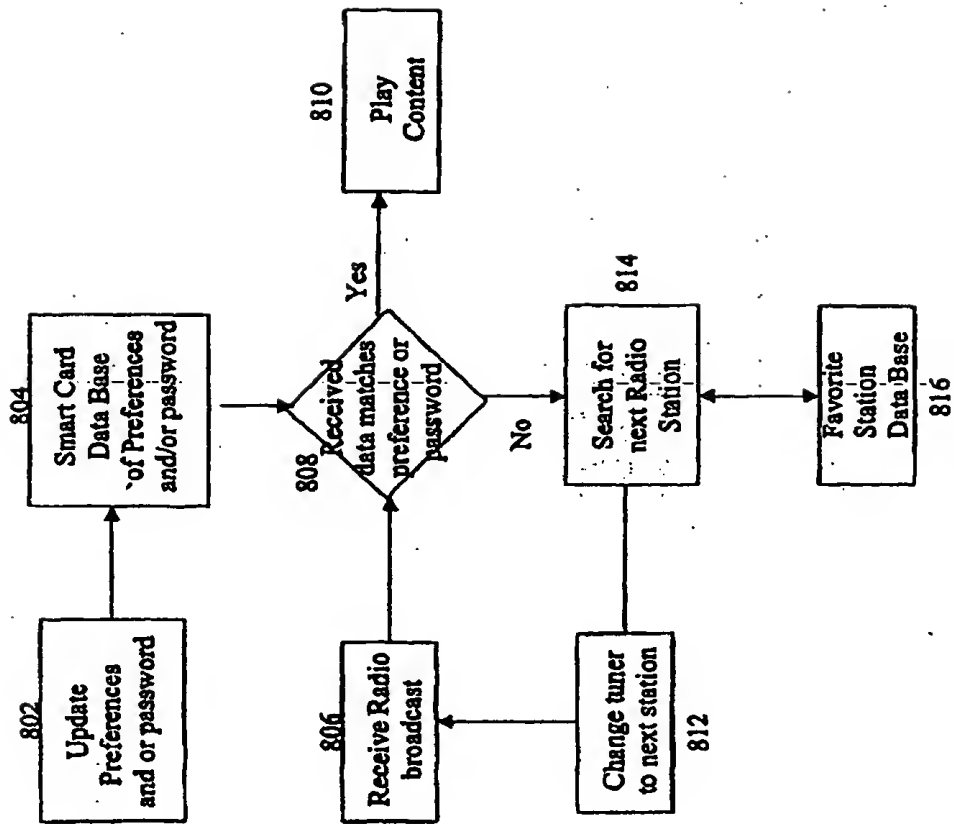 802
Update
Preferences
and or password
804
Smart Card
Data Base
'of Preferences
and/or password
806
Receive Radio
broadcast
808
Received
data matches
preference or
password
Yes
810
Play
Content
No
812
Change tuner
to next station
814
Search for
next Radio
Station
Favorite
Station
Data Base
816